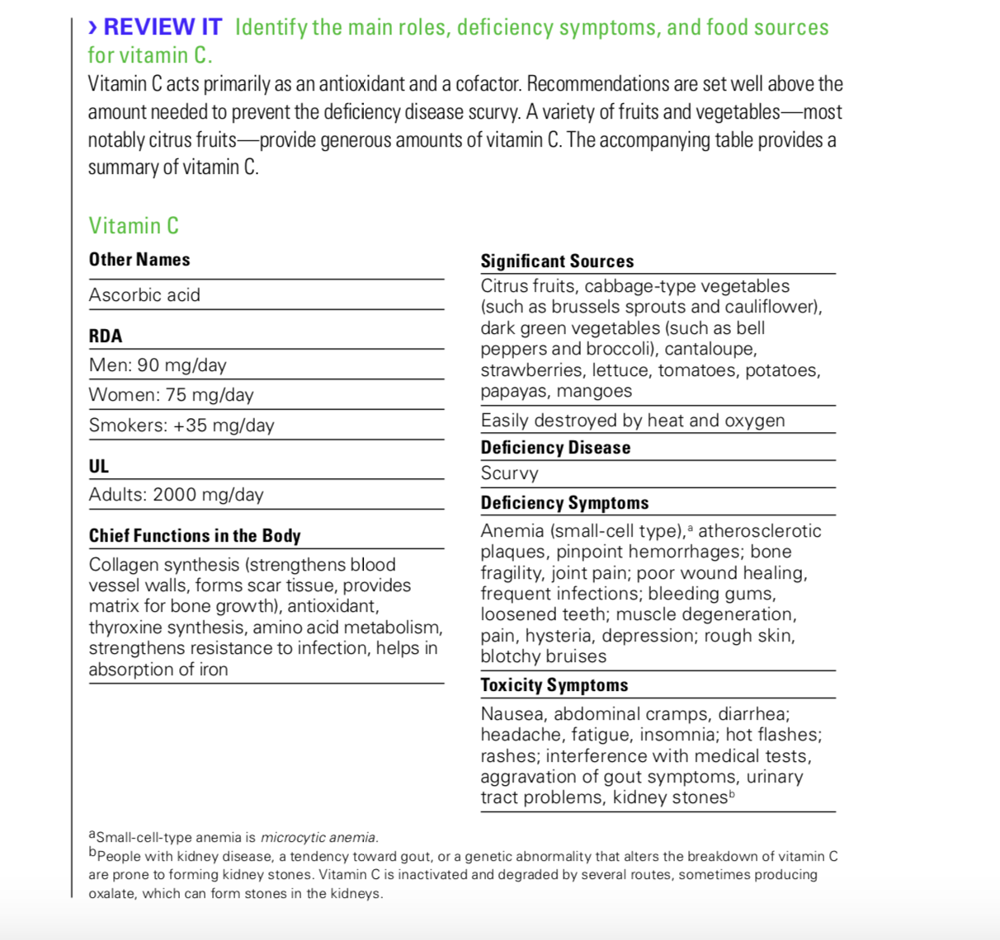 › REVIEW IT Identify the main roles, deficiency symptoms, and food sources
for vitamin C.
Vitamin C acts primarily as an antioxidant and a cofactor. Recommendations are set well above the
amount needed to prevent the deficiency disease scurvy. A variety of fruits and vegetables—most
notably citrus fruits—provide generous amounts of vitamin C. The accompanying table provides a
summary of vitamin C.
Vitamin C
Other Names
Ascorbic acid
RDA
Men: 90 mg/day
Women: 75 mg/day
Smokers: +35 mg/day
UL
Adults: 2000 mg/day
Chief Functions in the Body
Collagen synthesis (strengthens blood
vessel walls, forms scar tissue, provides
matrix for bone growth), antioxidant,
thyroxine synthesis, amino acid metabolism,
strengthens resistance to infection, helps in
absorption of iron
Significant Sources
Citrus fruits, cabbage-type vegetables
(such as brussels sprouts and cauliflower),
dark green vegetables (such as bell
peppers and broccoli), cantaloupe,
strawberries, lettuce, tomatoes, potatoes,
papayas, mangoes
Easily destroyed by heat and oxygen
Deficiency Disease
Scurvy
Deficiency Symptoms
Anemia (small-cell type),ᵃ atherosclerotic
plaques, pinpoint hemorrhages; bone
fragility, joint pain; poor wound healing,
frequent infections; bleeding gums,
loosened teeth; muscle degeneration,
pain, hysteria, depression; rough skin,
blotchy bruises
Toxicity Symptoms
Nausea, abdominal cramps, diarrhea;
headache, fatigue, insomnia; hot flashes;
rashes; interference with medical tests,
aggravation of gout symptoms, urinary
tract problems, kidney stonesᵇ
ᵃSmall-cell-type anemia is microcytic anemia.
ᵇPeople with kidney disease, a tendency toward gout, or a genetic abnormality that alters the breakdown of vitamin C
are prone to forming kidney stones. Vitamin C is inactivated and degraded by several routes, sometimes producing
oxalate, which can form stones in the kidneys.